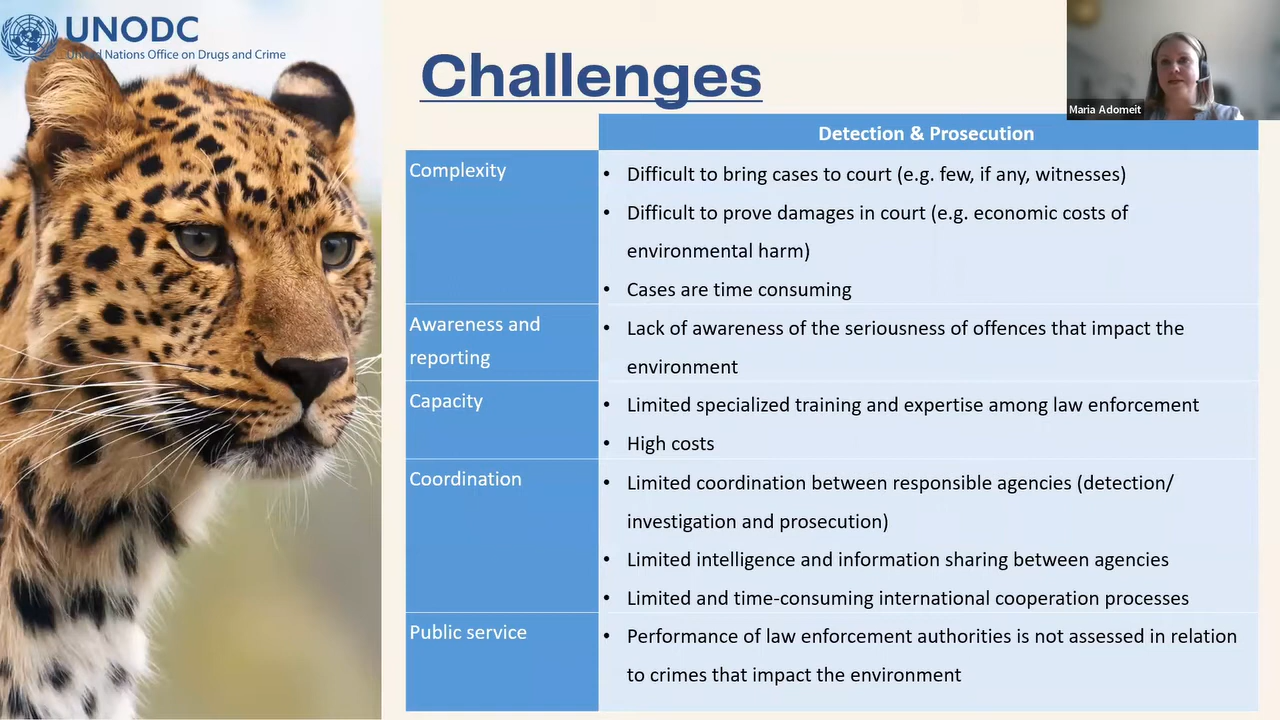 UNODC
United Nations Office on Drugs and Crime
Challenges
Maria Adomeit
Detection & Prosecution
Complexity
• Difficult to bring cases to court (e.g. few, if any, witnesses)
• Difficult to prove damages in court (e.g. economic costs of
environmental harm)
• Cases are time consuming
Awareness and
reporting
• Lack of awareness of the seriousness of offences that impact the
environment
Capacity
• Limited specialized training and expertise among law enforcement
• High costs
Coordination
• Limited coordination between responsible agencies (detection/
investigation and prosecution)
• Limited intelligence and information sharing between agencies
• Limited and time-consuming international cooperation processes
Public service
• Performance of law enforcement authorities is not assessed in relation
to crimes that impact the environment